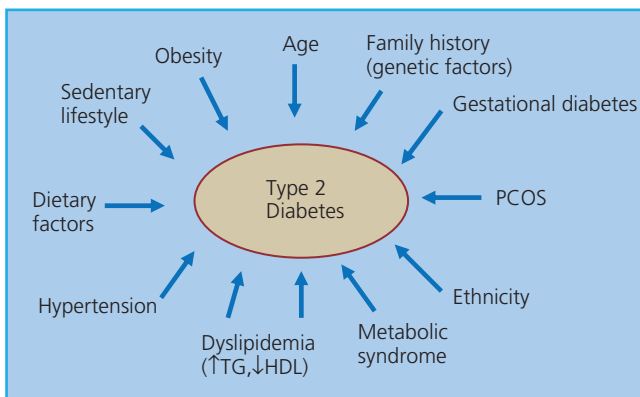 Age
Family history
(genetic factors)
Obesity
Gestational diabetes
Sedentary
lifestyle
Type 2
Diabetes
PCOS
Dietary
factors
Ethnicity
Hypertension
Metabolic
syndrome
Dyslipidemia
(↑TG,↓HDL)